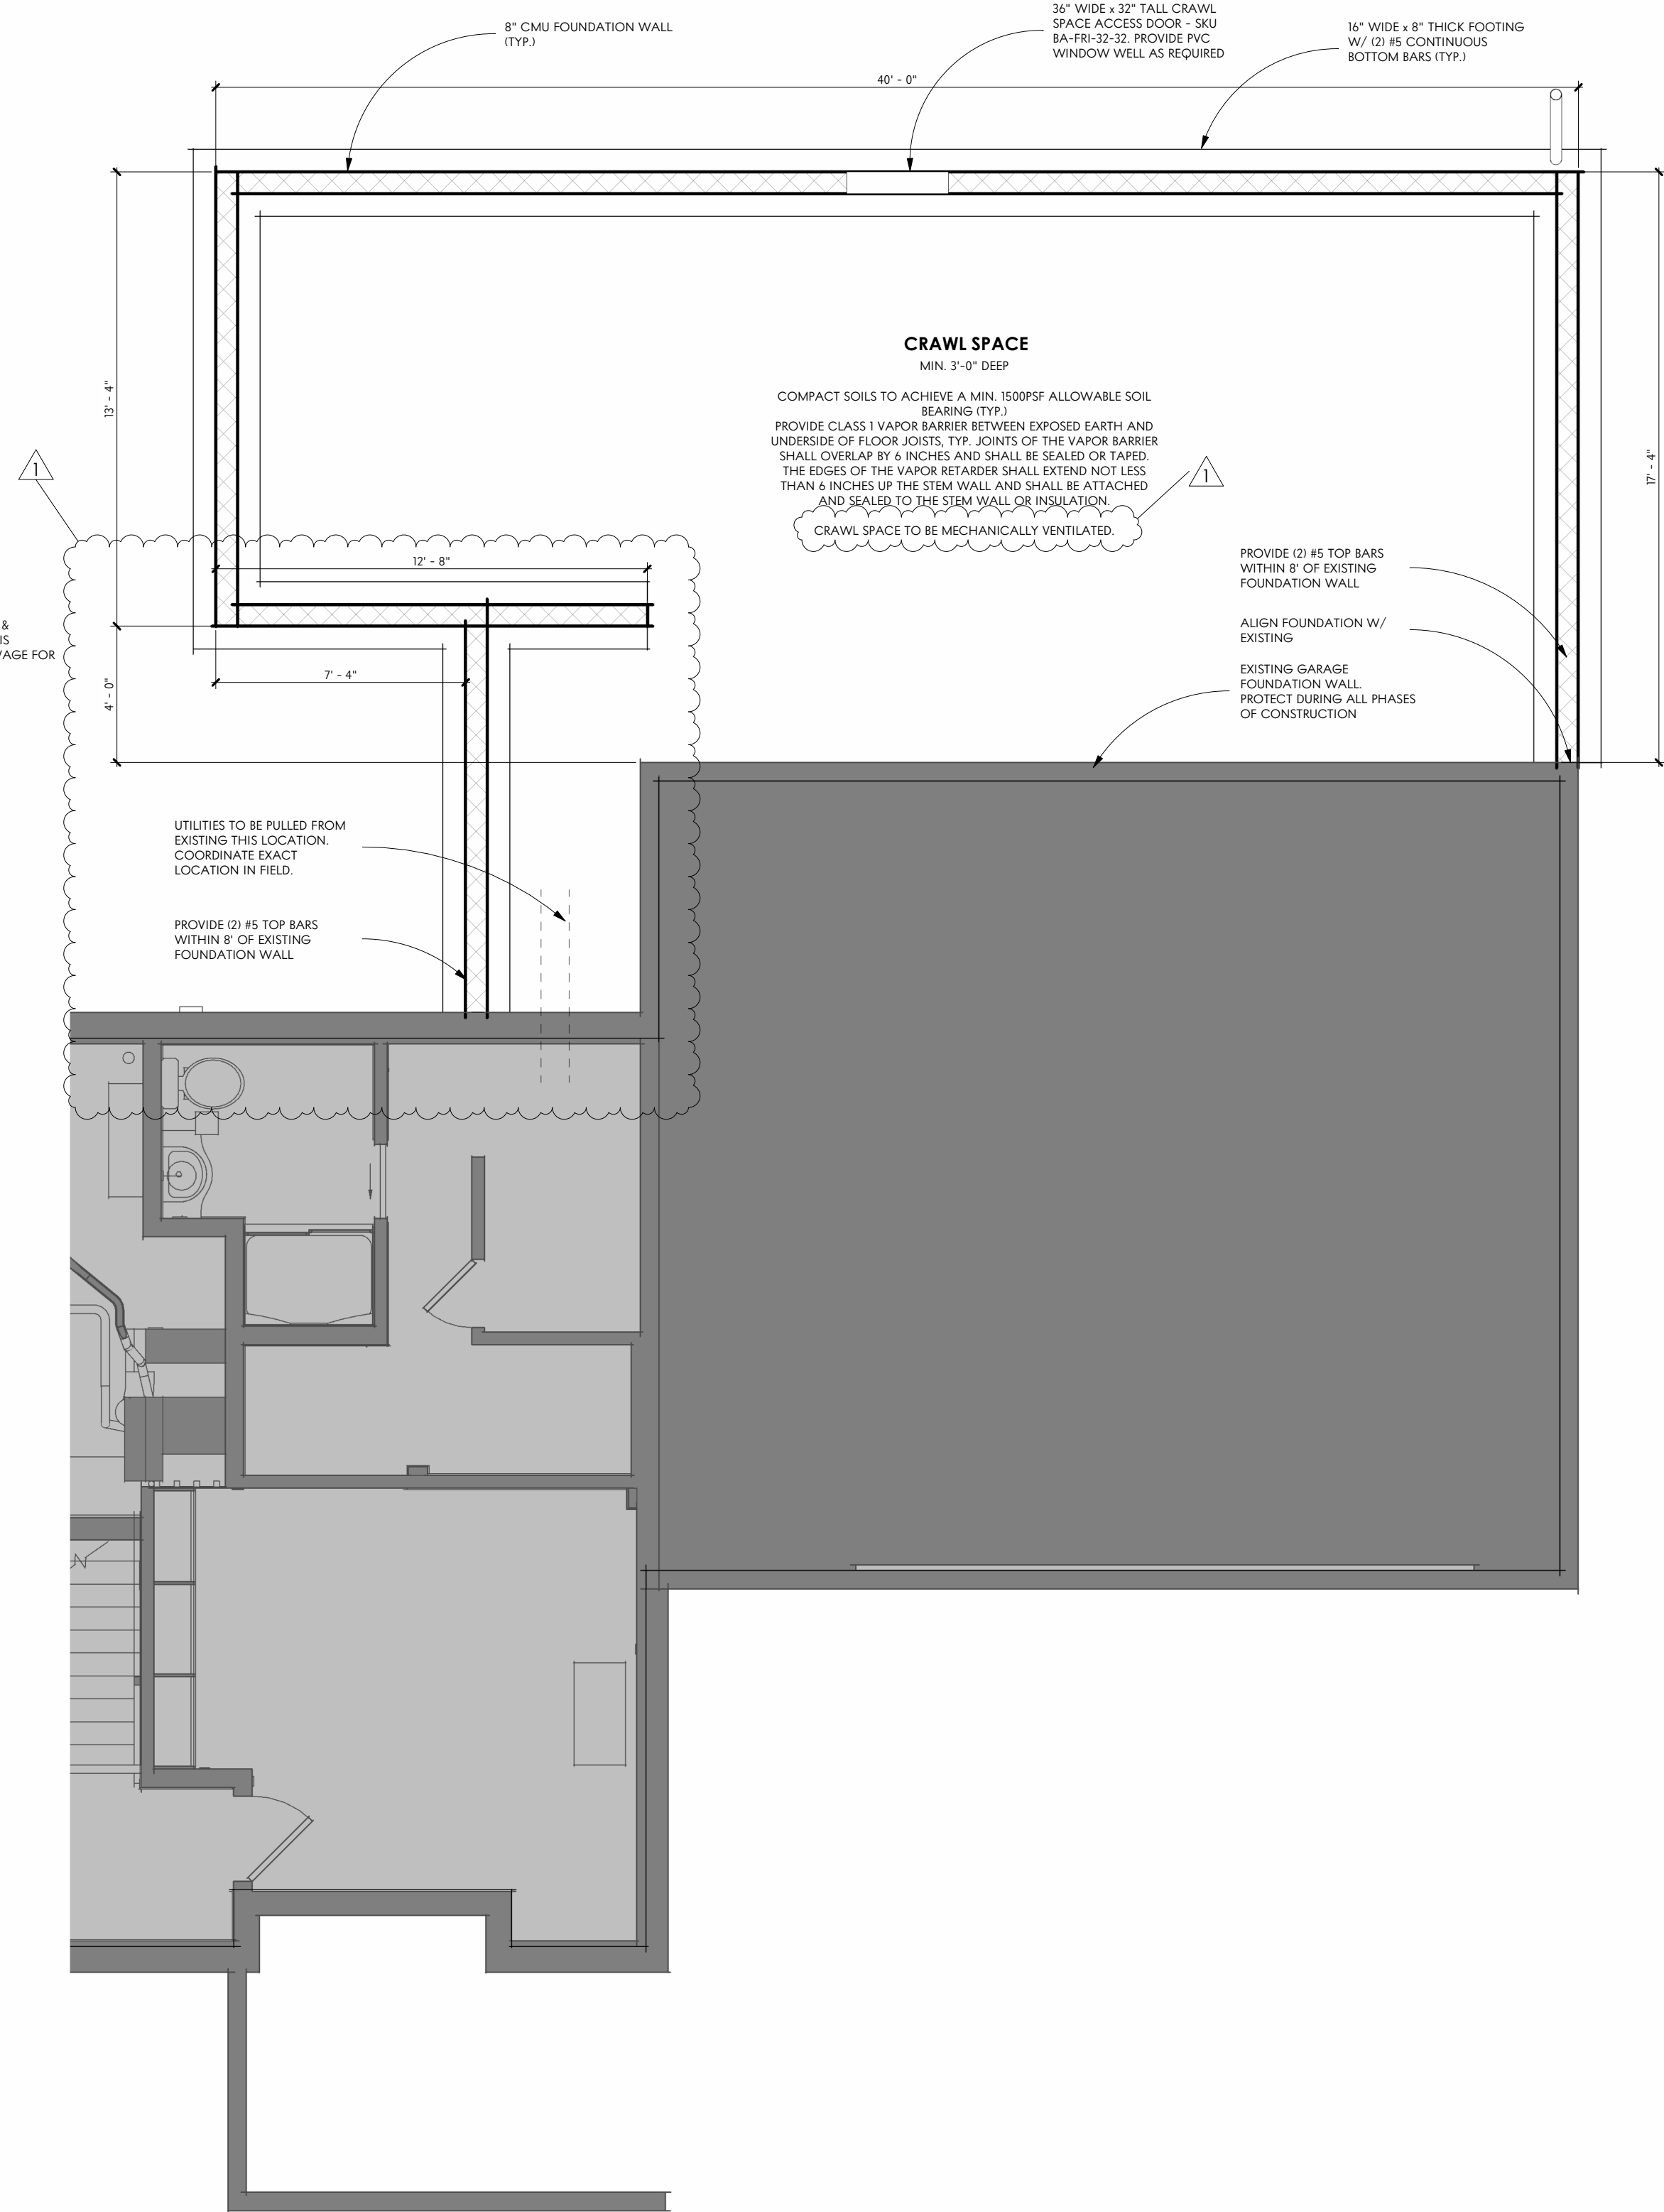 8" CMU FOUNDATION WALL
(TYP.)
36" WIDE x 32" TALL CRAWL
SPACE ACCESS DOOR - SKU
BA-FRI-32-32. PROVIDE PVC
WINDOW WELL AS REQUIRED
16" WIDE x 8" THICK FOOTING
W/ (2) #5 CONTINUOUS
BOTTOM BARS (TYP.)
40' - 0"
CRAWL SPACE
MIN. 3'-0" DEEP
COMPACT SOILS TO ACHIEVE A MIN. 1500PSF ALLOWABLE SOIL
BEARING (TYP.)
PROVIDE CLASS 1 VAPOR BARRIER BETWEEN EXPOSED EARTH AND
UNDERSIDE OF FLOOR JOISTS, TYP. JOINTS OF THE VAPOR BARRIER
SHALL OVERLAP BY 6 INCHES AND SHALL BE SEALED OR TAPED.
THE EDGES OF THE VAPOR RETARDER SHALL EXTEND NOT LESS
THAN 6 INCHES UP THE STEM WALL AND SHALL BE ATTACHED
AND SEALED TO THE STEM WALL OR INSULATION.
CRAWL SPACE TO BE MECHANICALLY VENTILATED.
1
13' - 4"
17' - 4"
1
12' - 8"
PROVIDE (2) #5 TOP BARS
WITHIN 8' OF EXISTING
FOUNDATION WALL
ALIGN FOUNDATION W/
EXISTING
EXISTING GARAGE
FOUNDATION WALL.
PROTECT DURING ALL PHASES
OF CONSTRUCTION
&
IS
VAGE FOR
4' - 0"
7' - 4"
UTILITIES TO BE PULLED FROM
EXISTING THIS LOCATION.
COORDINATE EXACT
LOCATION IN FIELD.
PROVIDE (2) #5 TOP BARS
WITHIN 8' OF EXISTING
FOUNDATION WALL